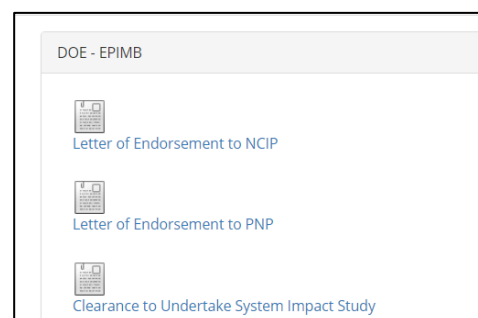 DOE - EPIMB
Letter of Endorsement to NCIP
Letter of Endorsement to PNP
Clearance to Undertake System Impact Study